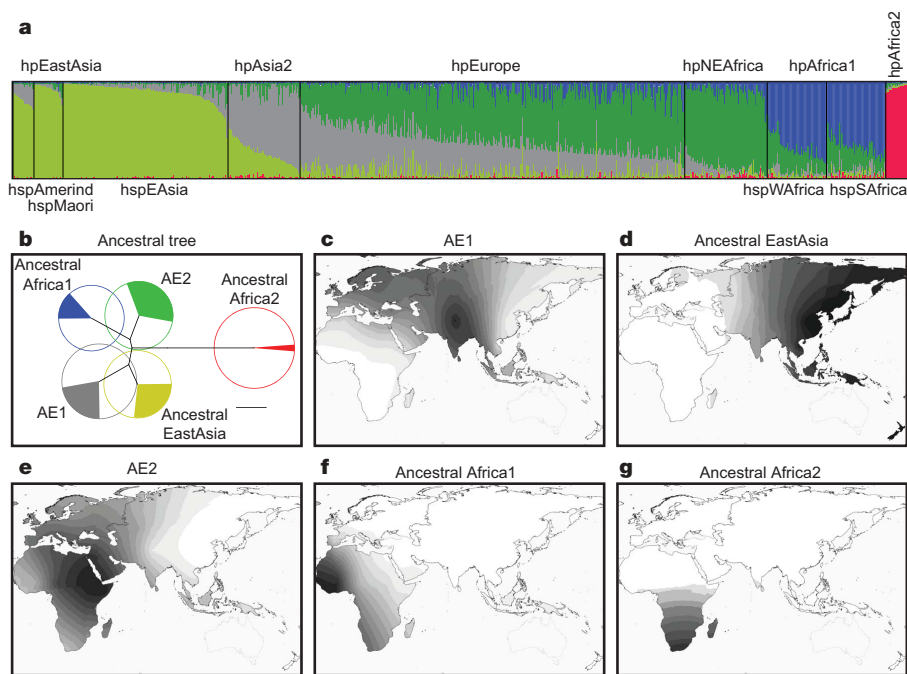 a
hpEastAsia
hpAsia2
hpEurope
hpNEAfrica
hpAfrica1
hpAfrica2
hspAmerind
hspMaori
hspEAsia
hspWAfrica
hspSAfrica
b Ancestral tree
Ancestral
Africa1
AE2
Ancestral
Africa2
AE1
Ancestral
EastAsia
c AE1
d Ancestral EastAsia
e AE2
f Ancestral Africa1
g Ancestral Africa2